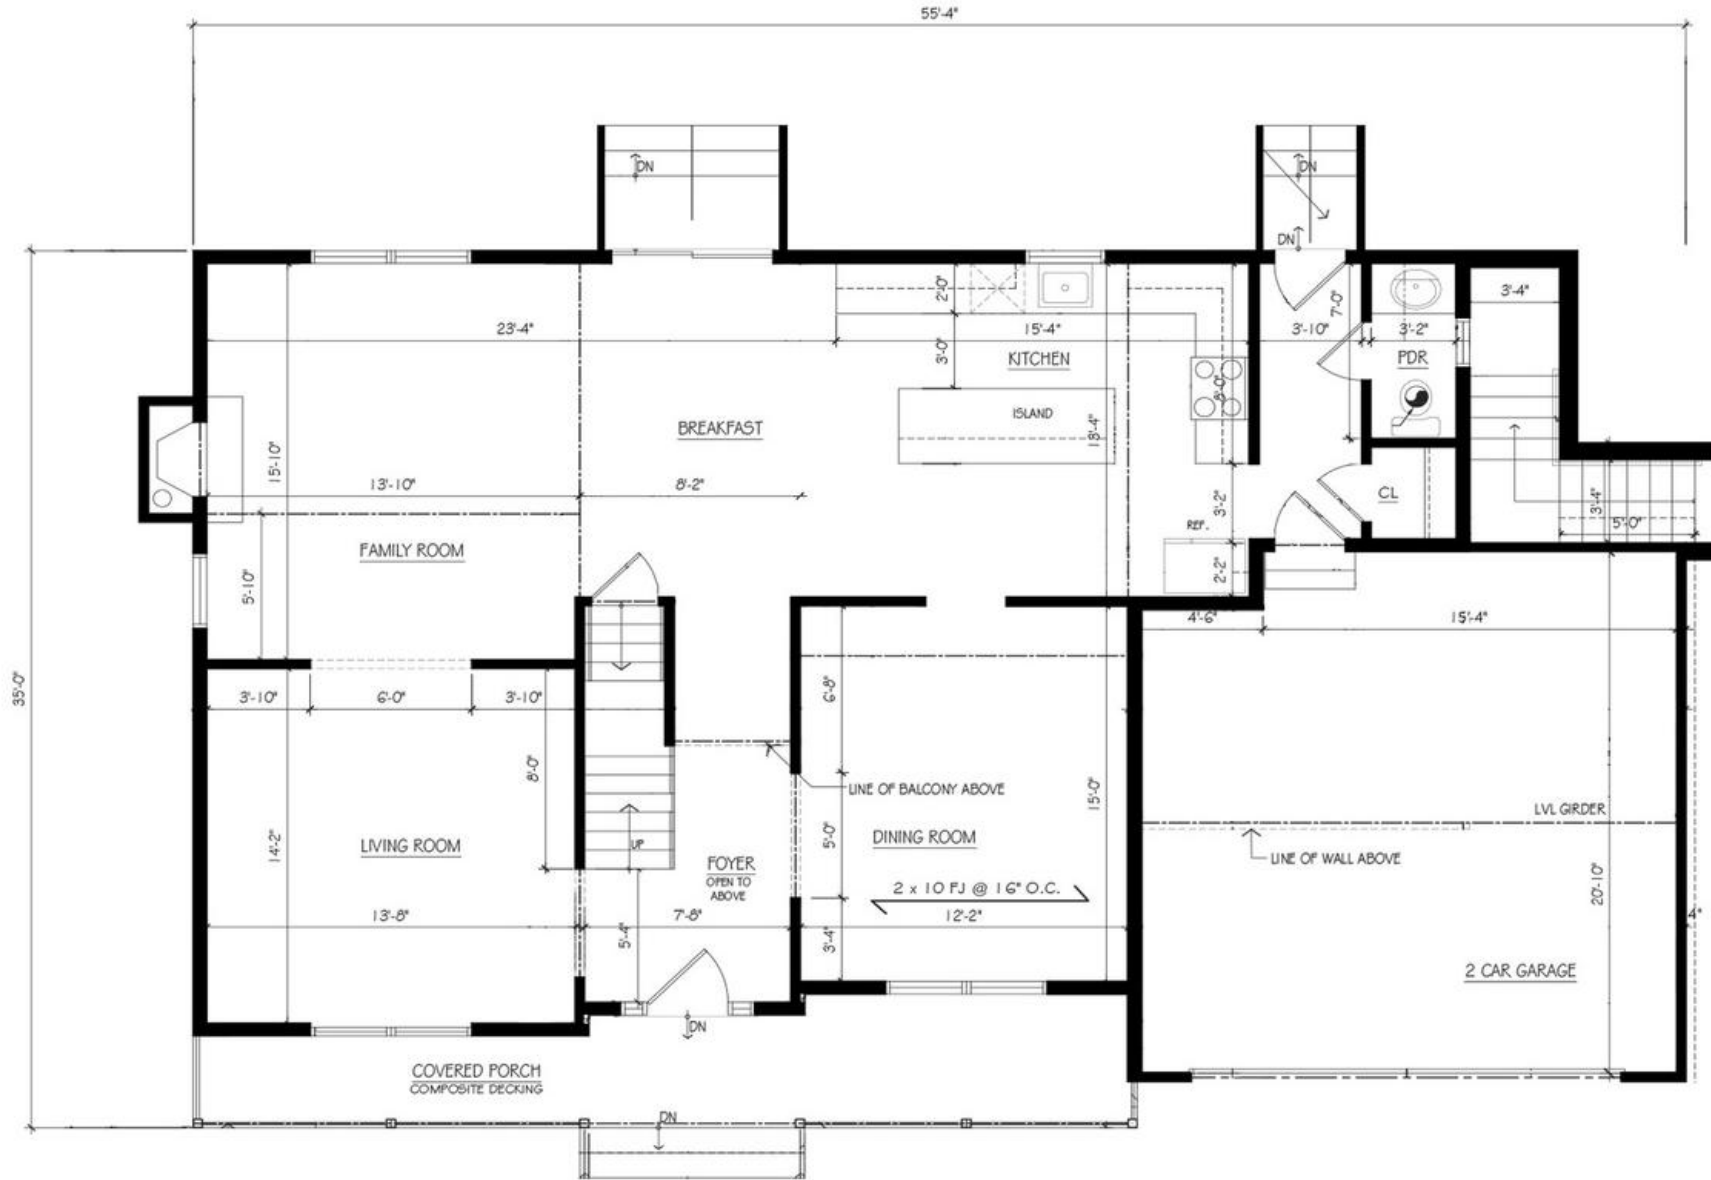 55'-4"
DN
DN
DN
2'-0"
3'-4"
23'-4"
15'-4"
3'-10"
7'-0"
3'-2"
3'-0"
KITCHEN
PDR
8'-0"
ISLAND
BREAKFAST
13'-4"
15'-10"
13'-10"
8'-2"
CL
3'-2"
3'-4"
5'-0"
REF.
FAMILY ROOM
5'-10"
2'-2"
4'-6"
15'-4"
35'-0"
3'-10"
6'-0"
3'-10"
6'-8"
8'-0"
LINE OF BALCONY ABOVE
15'-0"
LVL GIRDER
14'-2"
LIVING ROOM
UP
5'-0"
DINING ROOM
LINE OF WALL ABOVE
FOYER
OPEN TO
ABOVE
2 x 10 FJ @ 16" O.C.
20'-10"
13'-8"
7'-8"
12'-2"
4"
5'-4"
3'-4"
2 CAR GARAGE
DN
COVERED PORCH
COMPOSITE DECKING
DN